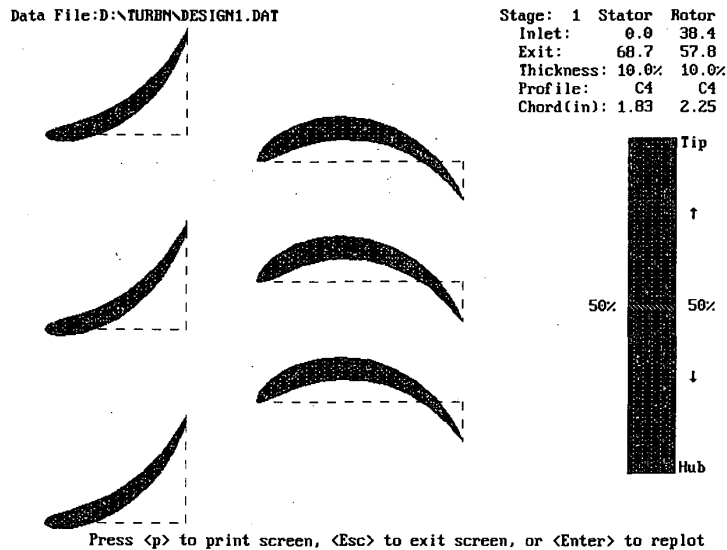 Data File:D:\TURBN\DESIGN1.DAT
Stage: 1 Stator Rotor
Inlet: 0.0 38.4
Exit: 68.7 57.8
Thickness: 10.0% 10.0%
Profile: C4 C4
Chord(in): 1.83 2.25
Tip
↑
50% 50%
↓
Hub
Press <p> to print screen, <Esc> to exit screen, or <Enter> to replot